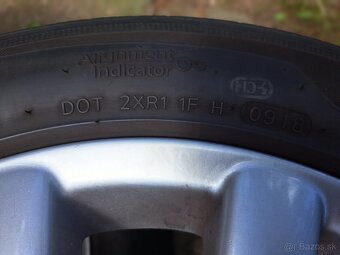 Alignment
Indicator
DOT 2XR1 1F H 0918
bazos.sk